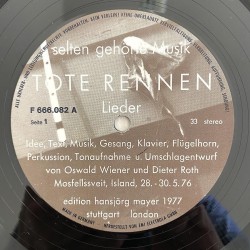 selten gehörte Musik
TOTE RENNEN
F 666.082 A
Lieder
Seite 1
33 stereo
Idee, Text, Musik, Gesang, Klavier, Flügelhorn,
Perkussion, Tonaufnahme u. Umschlagentwurf
von Oswald Wiener und Dieter Roth
Mosfellssveit, Island, 28. - 30.5.76
edition hansjörg mayer 1977
stuttgart london